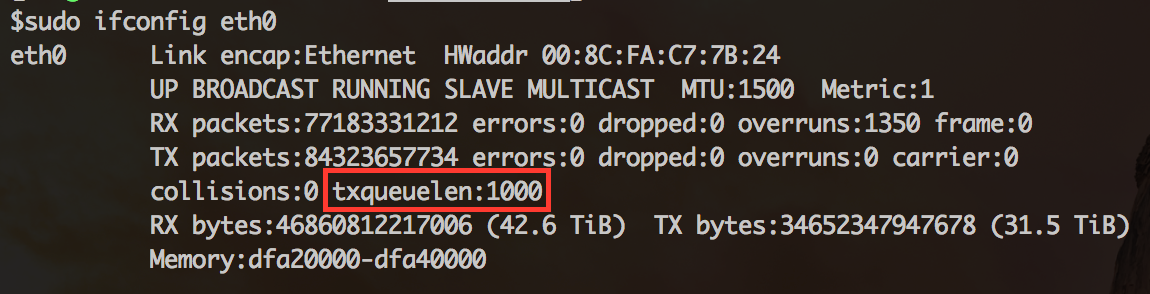 $sudo ifconfig eth0
eth0 Link encap:Ethernet HWaddr 00:8C:FA:C7:7B:24
UP BROADCAST RUNNING SLAVE MULTICAST MTU:1500 Metric:1
RX packets:77183331212 errors:0 dropped:0 overruns:1350 frame:0
TX packets:84323657734 errors:0 dropped:0 overruns:0 carrier:0
collisions:0 txqueuelen:1000
RX bytes:46860812217006 (42.6 TiB) TX bytes:34652347947678 (31.5 TiB)
Memory:dfa20000-dfa40000